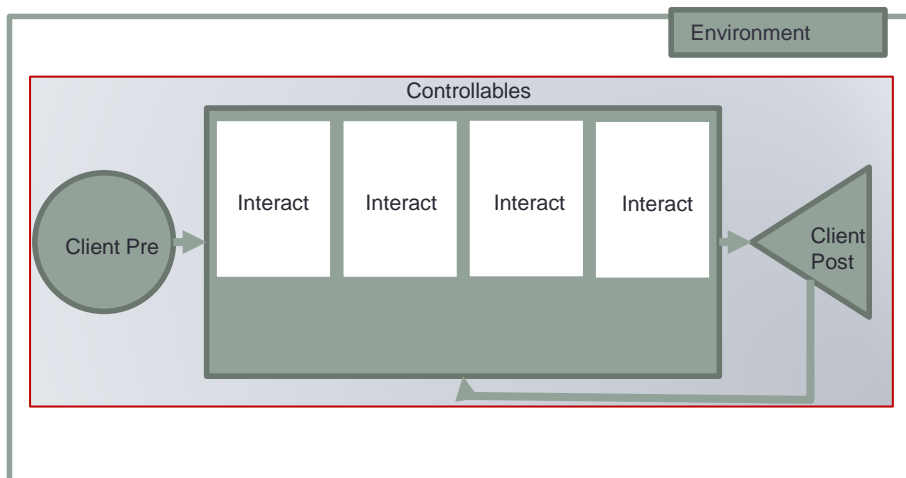 Environment
Controllables
Interact
Interact
Interact
Interact
Client Pre
Client
Post